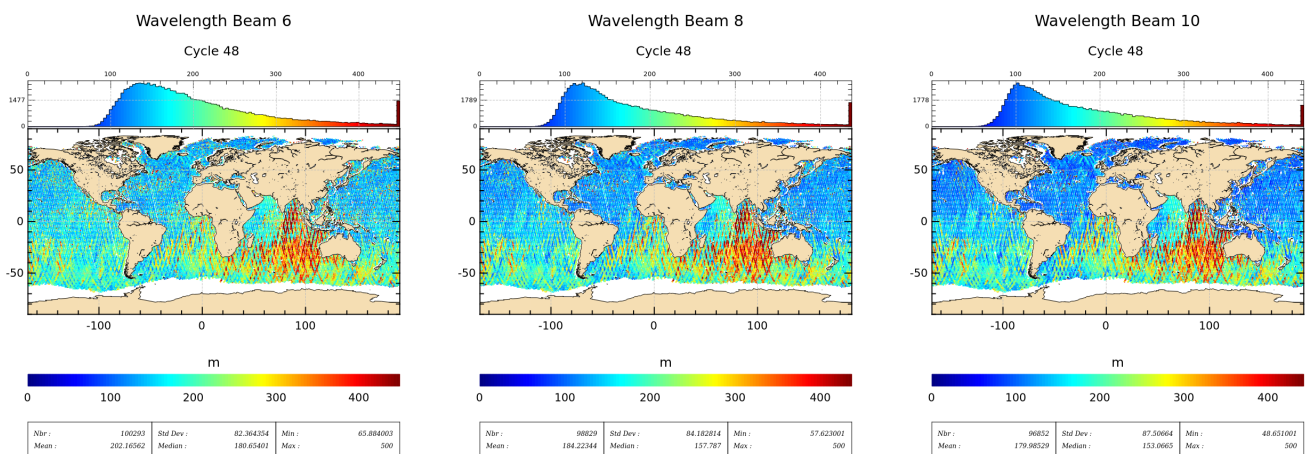 Wavelength Beam 6
Cycle 48
0 100 200 300 400
1477
0
50
0
-50
-100 0 100
m
0 100 200 300 400
Nbr : 100293 Std Dev : 82.364354 Min : 65.884003
Mean : 202.16562 Median : 180.65401 Max : 500
Wavelength Beam 8
Cycle 48
0 100 200 300 400
1789
0
50
0
-50
-100 0 100
m
0 100 200 300 400
Nbr : 98829 Std Dev : 84.182814 Min : 57.623001
Mean : 184.22344 Median : 157.787 Max : 500
Wavelength Beam 10
Cycle 48
0 100 200 300 400
1778
0
50
0
-50
-100 0 100
m
0 100 200 300 400
Nbr : 96852 Std Dev : 87.50664 Min : 48.651001
Mean : 179.98529 Median : 153.0665 Max : 500